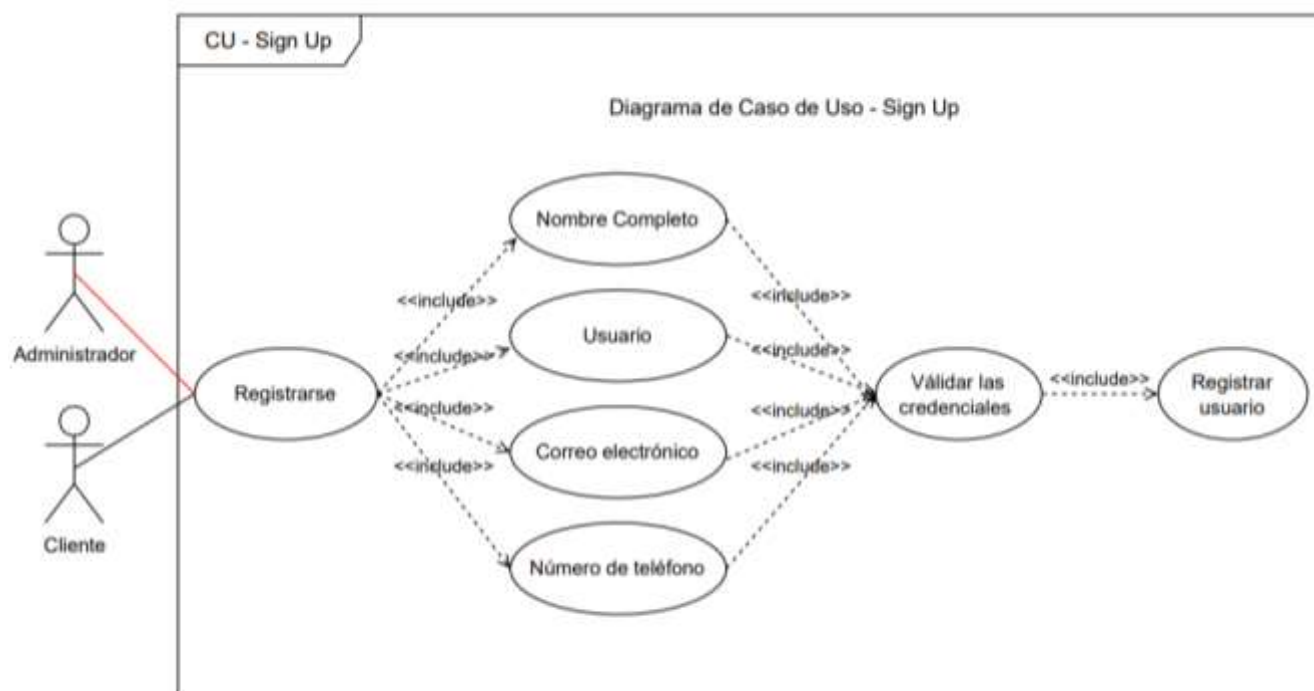 CU - Sign Up
Diagrama de Caso de Uso - Sign Up
Administrador
Cliente
Registrarse
<<include>>
<<include>>
<<include>>
<<include>>
Nombre Completo
Usuario
Correo electrónico
Número de teléfono
<<include>>
<<include>>
<<include>>
<<include>>
Válidar las
credenciales
<<include>>
Registrar
usuario